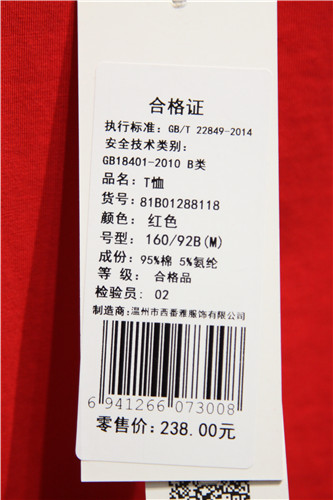 合格证
执行标准: GB/T 22849-2014
安全技术类别:
GB18401-2010 B类
品名: T恤
货号: 81B01288118
颜色: 红色
号型: 160/92B(M)
成份: 95%棉 5%氨纶
等 级: 合格品
检验员: 02
制造商: 温州市西番雅服饰有限公司
6 941266 073008
零售价: 238.00元